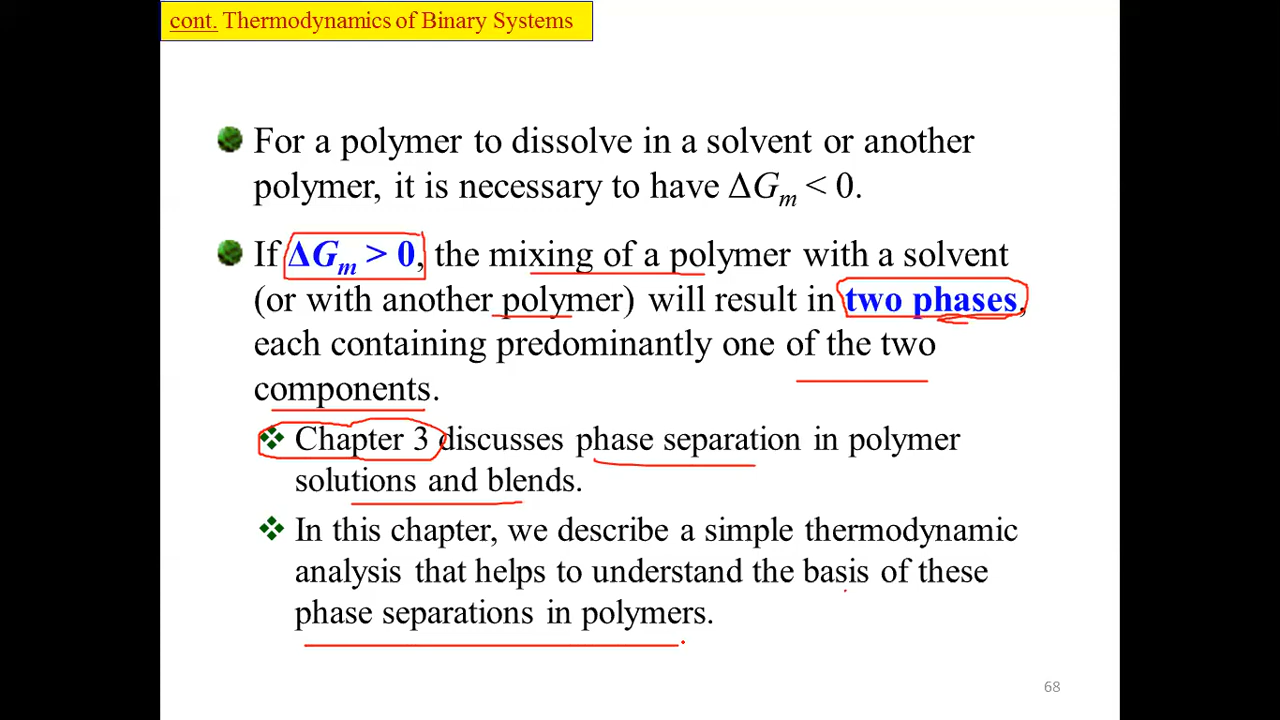 cont. Thermodynamics of Binary Systems
For a polymer to dissolve in a solvent or another
polymer, it is necessary to have ΔGₘ < 0.
If ΔGₘ > 0, the mixing of a polymer with a solvent
(or with another polymer) will result in two phases,
each containing predominantly one of the two
components.
Chapter 3 discusses phase separation in polymer
solutions and blends.
In this chapter, we describe a simple thermodynamic
analysis that helps to understand the basis of these
phase separations in polymers.
68